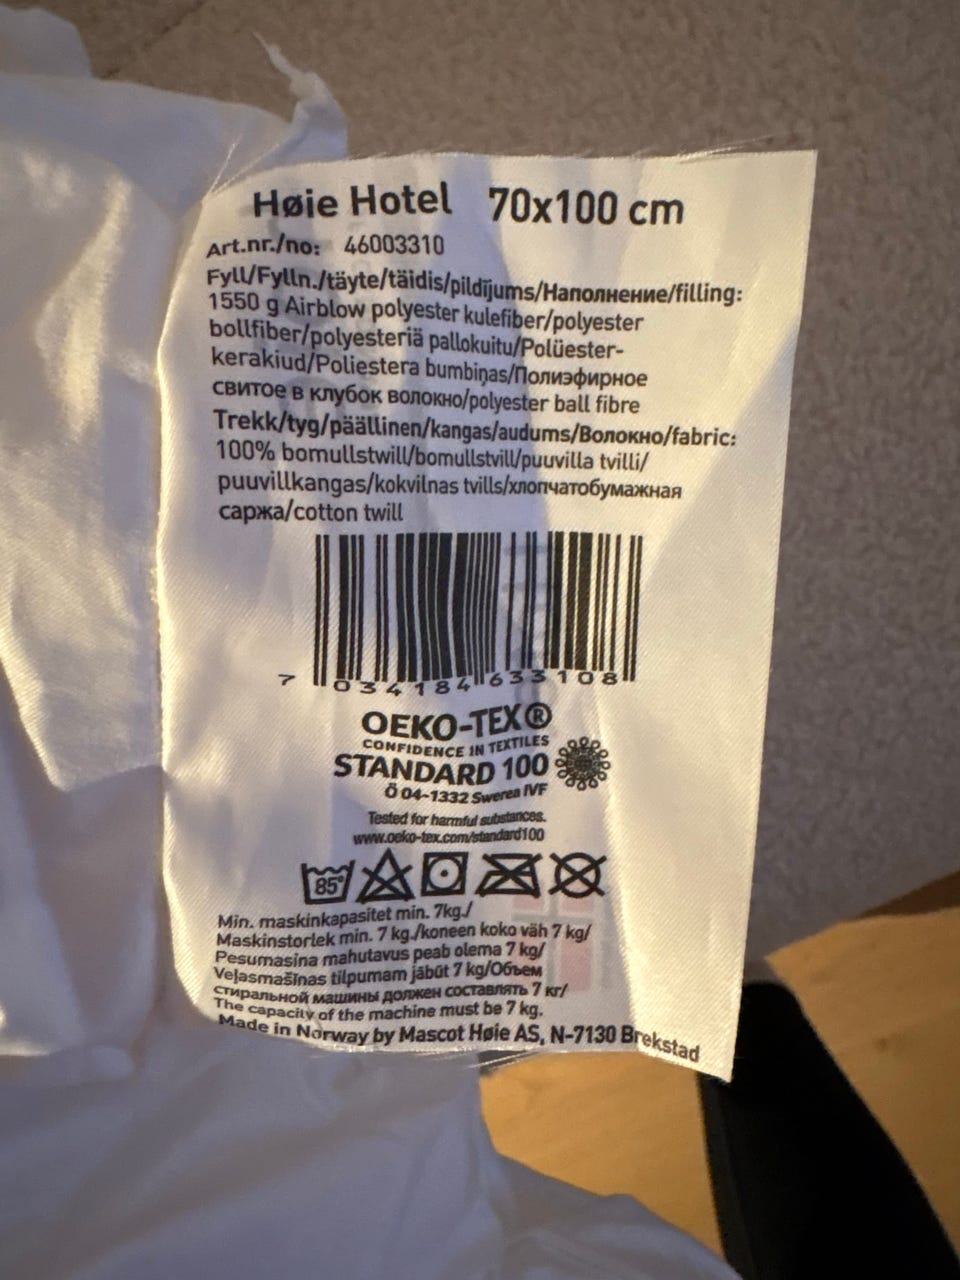 Høie Hotel 70x100 cm
Art.nr./no: 46003310
Fyll/Fylln./täyte/täidis/pildījums/Наполнение/filling:
1550 g Airblow polyester kulefiber/polyester
bollfiber/polyesteriä pallokuitu/Polüester-
kerakiud/Poliestera bumbiņas/Полиэфирное
свитое в клубок волокно/polyester ball fibre
Trekk/tyg/päällinen/kangas/audums/Волокно/fabric:
100% bomullstwill/bomullstvill/puuvilla tvilli/
puuvillkangas/kokvilnas tvills/хлопчатобумажная
саржа/cotton twill
7 034184 633108
OEKO-TEX®
CONFIDENCE IN TEXTILES
STANDARD 100
Ö 04-1332 Swerea IVF
Tested for harmful substances.
www.oeko-tex.com/standard100
85°
Min. maskinkapasitet min. 7kg./
Maskinstorlek min. 7 kg./koneen koko väh 7 kg/
Pesumasina mahutavus peab olema 7 kg/
Veļasmašīnas tilpumam jābūt 7 kg/Объем
стиральной машины должен составлять 7 кг/
The capacity of the machine must be 7 kg.
Made in Norway by Mascot Høie AS, N-7130 Brekstad